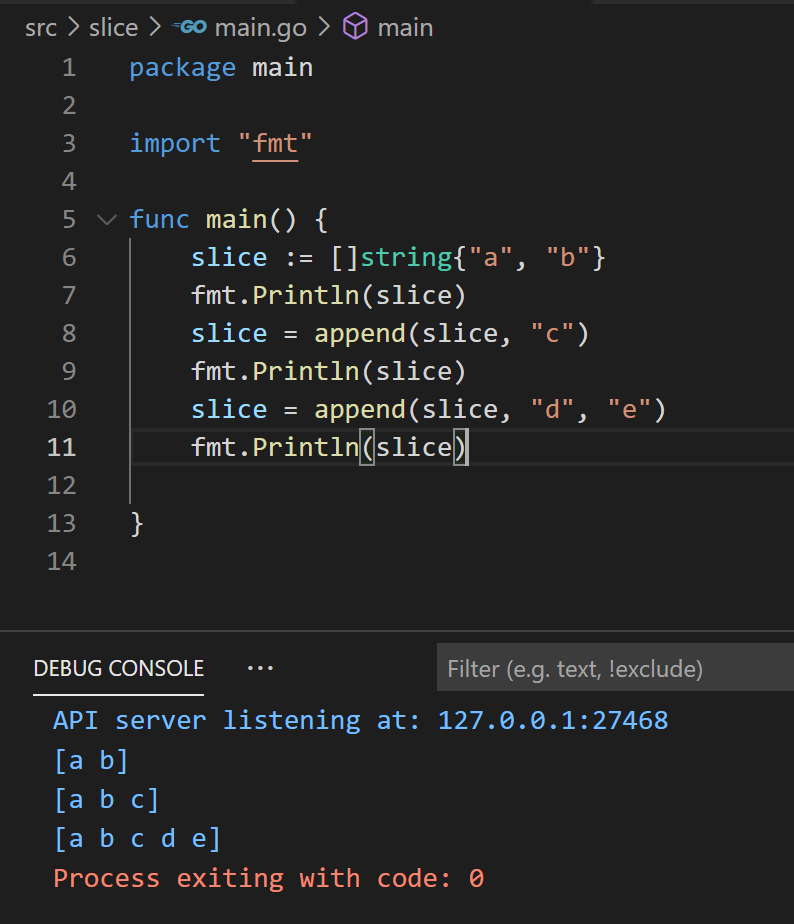 src > slice > GO main.go > main
1 package main
2
3 import "fmt"
4
5 func main() {
6     slice := []string{"a", "b"}
7     fmt.Println(slice)
8     slice = append(slice, "c")
9     fmt.Println(slice)
10     slice = append(slice, "d", "e")
11     fmt.Println(slice)
12
13 }
14
DEBUG CONSOLE ... Filter (e.g. text, !exclude)
API server listening at: 127.0.0.1:27468
[a b]
[a b c]
[a b c d e]
Process exiting with code: 0